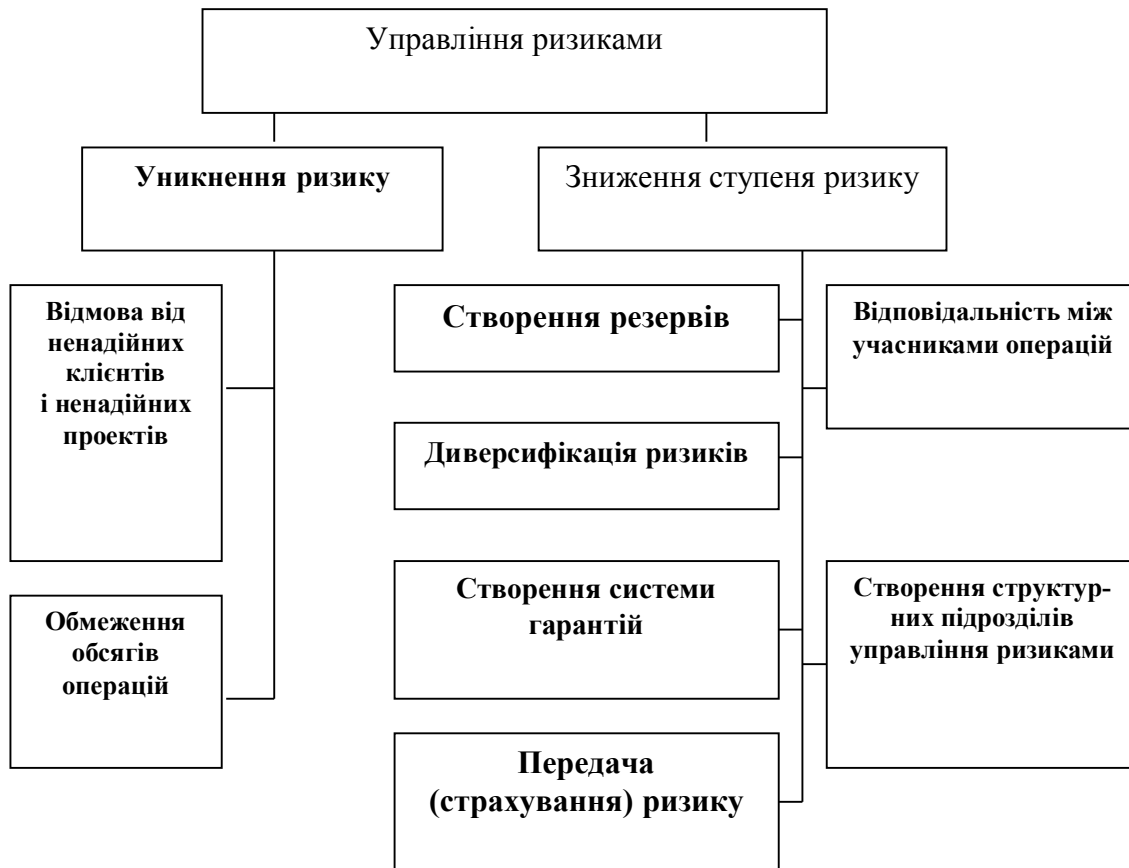 Управління ризиками
Уникнення ризику
Зниження ступеня ризику
Відмова від
ненадійних
клієнтів
і ненадійних
проектів
Обмеження
обсягів
операцій
Створення резервів
Диверсифікація ризиків
Створення системи
гарантій
Передача
(страхування) ризику
Відповідальність між
учасниками операцій
Створення структур-
них підрозділів
управління ризиками